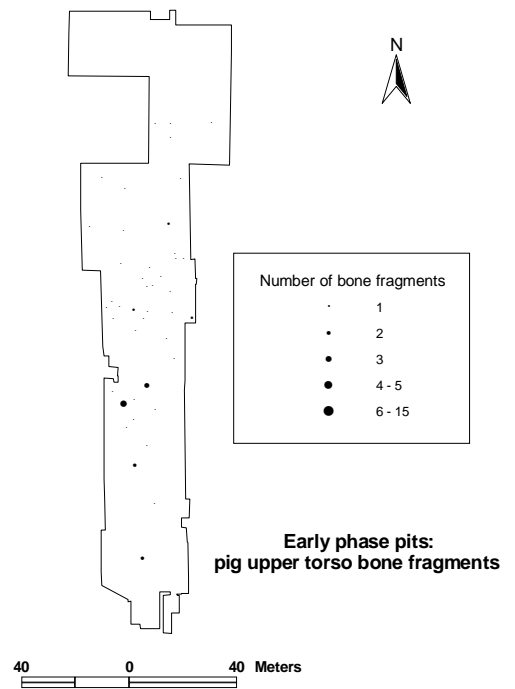 N
Number of bone fragments
1
2
3
4 - 5
6 - 15
Early phase pits:
pig upper torso bone fragments
40 0 40 Meters